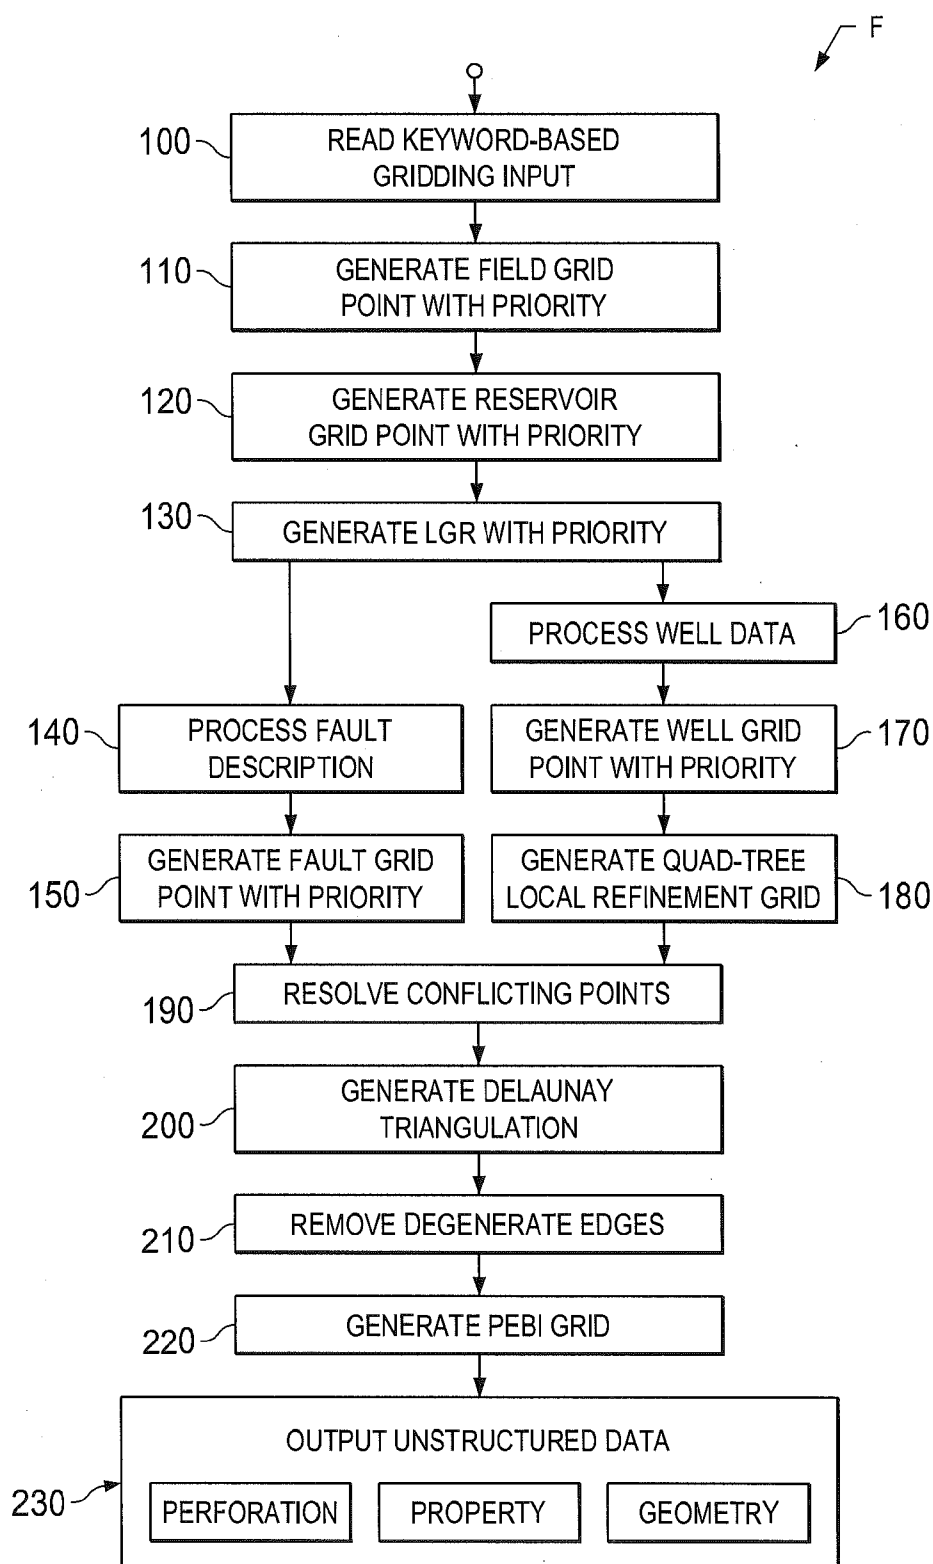 F
100
READ KEYWORD-BASED
GRIDDING INPUT
110
GENERATE FIELD GRID
POINT WITH PRIORITY
120
GENERATE RESERVOIR
GRID POINT WITH PRIORITY
130
GENERATE LGR WITH PRIORITY
PROCESS WELL DATA
160
140
PROCESS FAULT
DESCRIPTION
GENERATE WELL GRID
POINT WITH PRIORITY
170
150
GENERATE FAULT GRID
POINT WITH PRIORITY
GENERATE QUAD-TREE
LOCAL REFINEMENT GRID
180
190
RESOLVE CONFLICTING POINTS
200
GENERATE DELAUNAY
TRIANGULATION
210
REMOVE DEGENERATE EDGES
220
GENERATE PEBI GRID
230
OUTPUT UNSTRUCTURED DATA
PERFORATION
PROPERTY
GEOMETRY